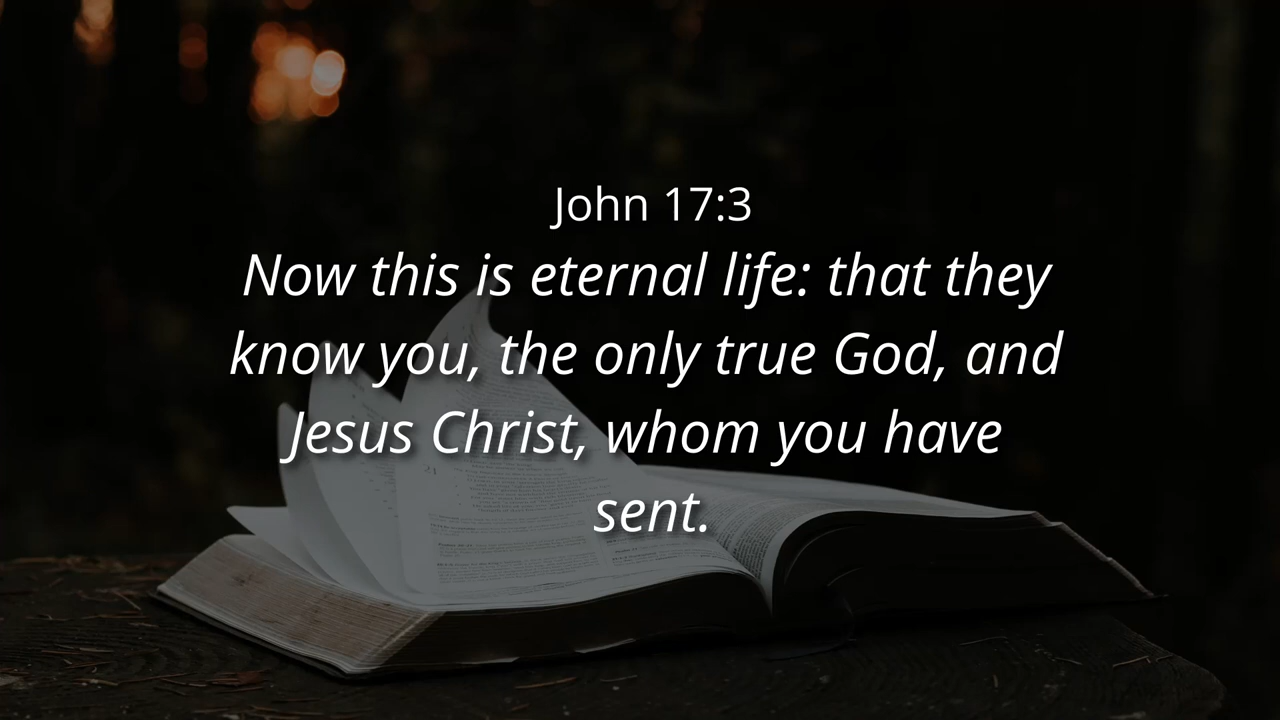 John 17:3
Now this is eternal life: that they
know you, the only true God, and
Jesus Christ, whom you have
sent.